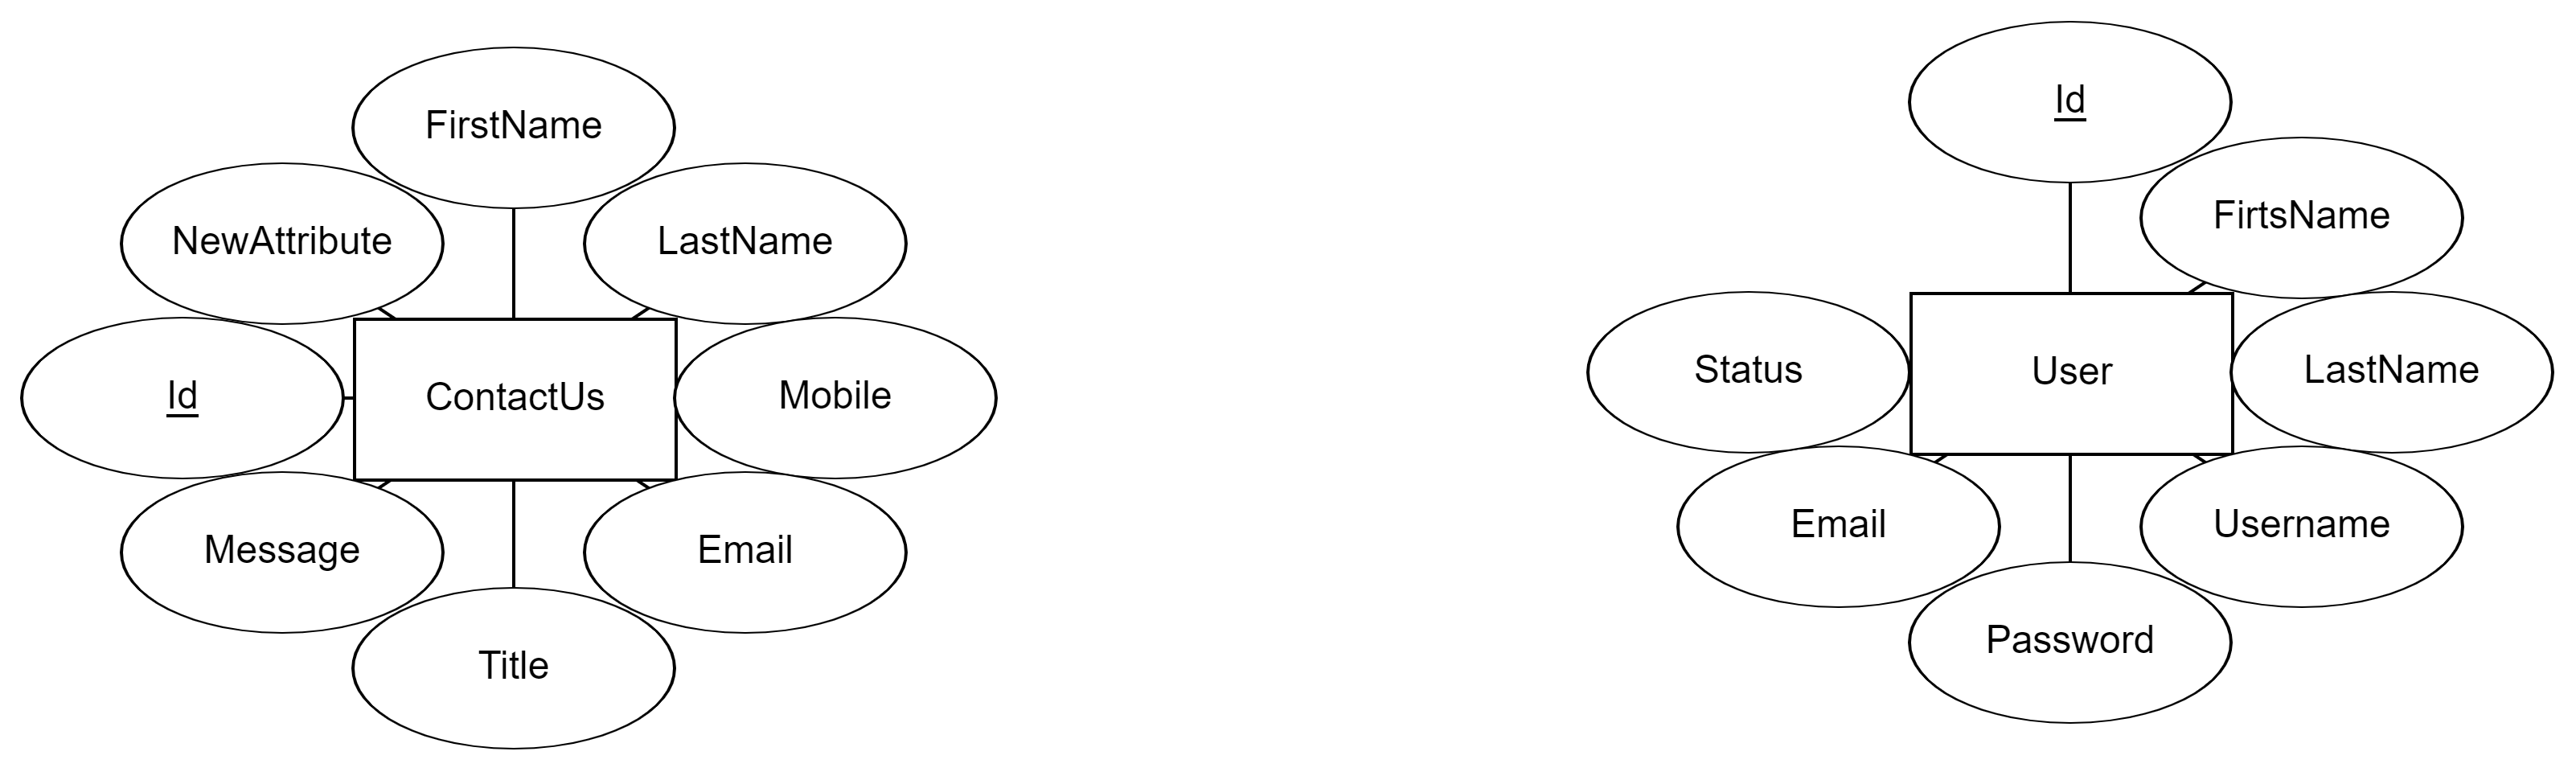 FirstName
NewAttribute
LastName
Id
ContactUs
Mobile
Message
Email
Title
Id
FirtsName
Status
User
LastName
Email
Username
Password